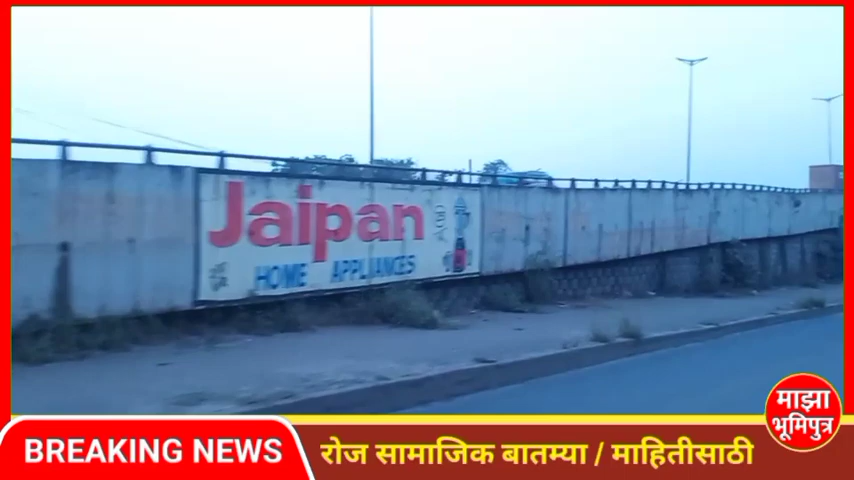 Jaipan
HOME APPLIANCES
माझा
भूमिपुत्र
BREAKING NEWS
रोज सामाजिक बातम्या / माहितीसाठी